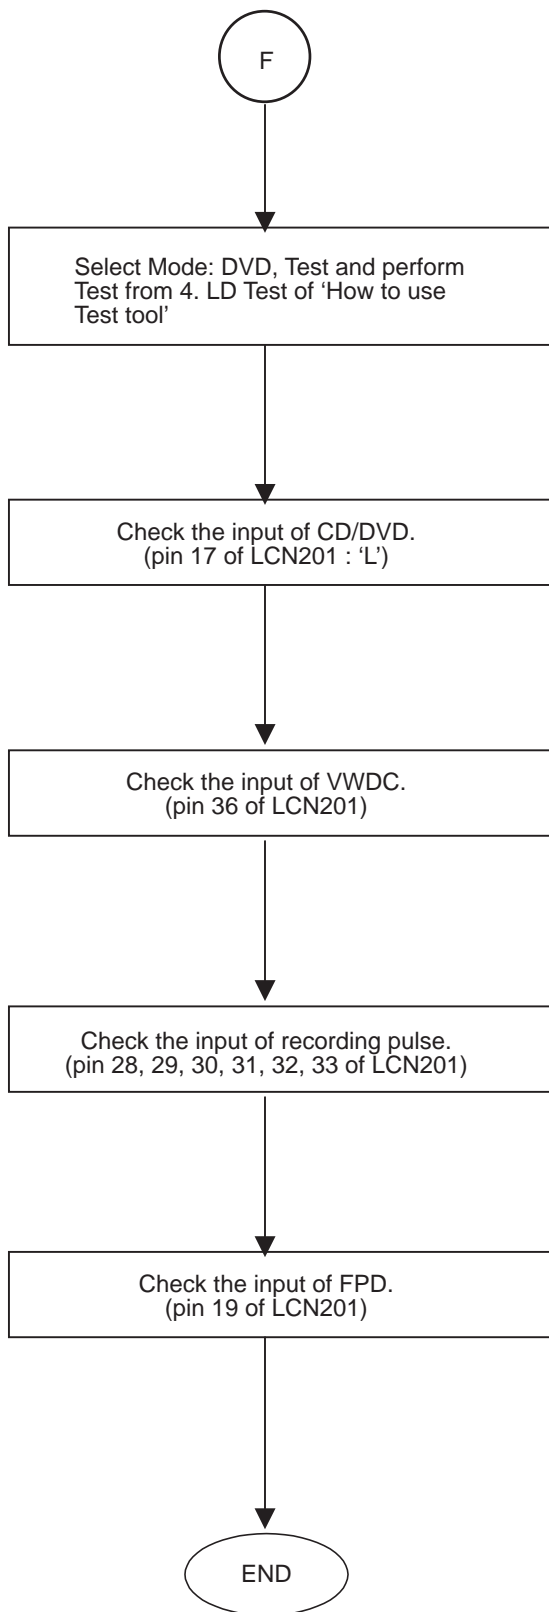 F
Select Mode: DVD, Test and perform
Test from 4. LD Test of ‘How to use
Test tool’
Check the input of CD/DVD.
(pin 17 of LCN201 : ‘L’)
Check the input of VWDC.
(pin 36 of LCN201)
Check the input of recording pulse.
(pin 28, 29, 30, 31, 32, 33 of LCN201)
Check the input of FPD.
(pin 19 of LCN201)
END